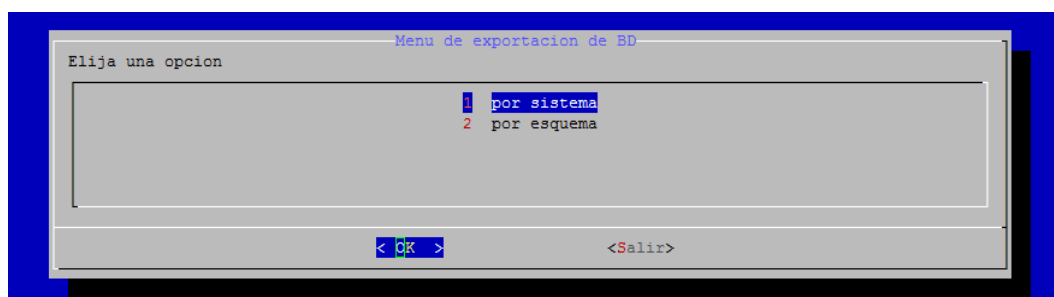 Menu de exportacion de BD
Elija una opcion
1 por sistema
2 por esquema
< OK > <Salir>